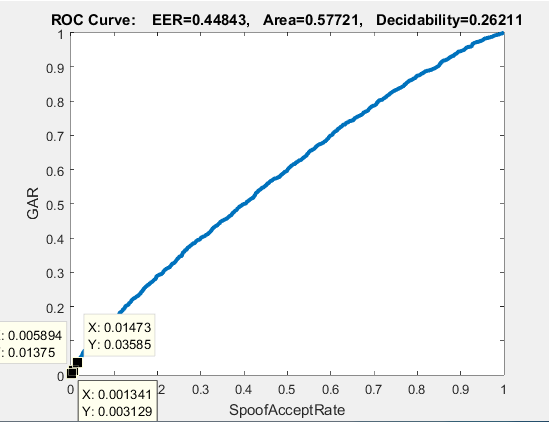 ROC Curve: EER=0.44843, Area=0.57721, Decidability=0.26211
1
0.9
0.8
0.7
0.6
0.5
0.4
0.3
0.2
0
GAR
: 0.005894
: 0.01375
X: 0.01473
Y: 0.03585
X: 0.001341
Y: 0.003129
0 2 0.3 0.4 0.5 0.6 0.7 0.8 0.9 1
SpoofAcceptRate